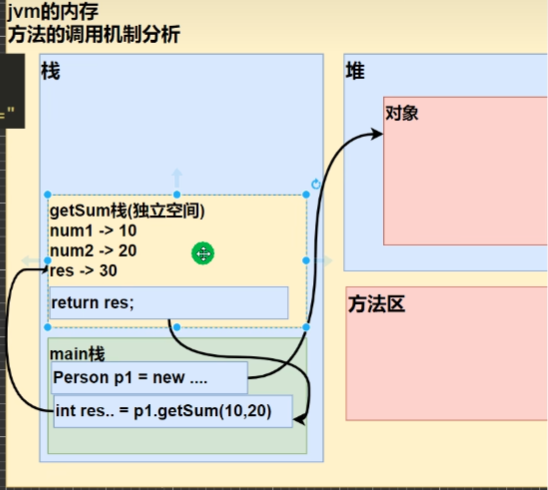 jvm的内存
方法的调用机制分析
="
栈
堆
对象
getSum栈(独立空间)
num1 -> 10
num2 -> 20
res -> 30
return res;
方法区
main栈
Person p1 = new ....
int res.. = p1.getSum(10,20)